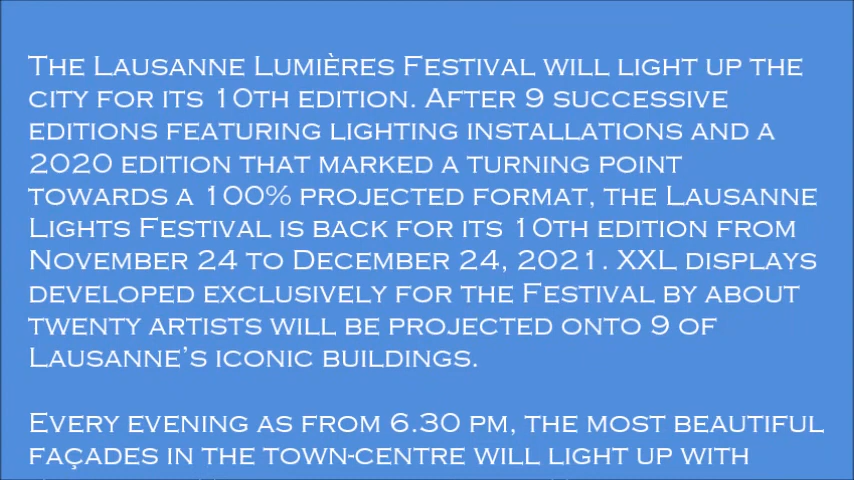 The Lausanne Lumières Festival will light up the
city for its 10th edition. After 9 successive
editions featuring lighting installations and a
2020 edition that marked a turning point
towards a 100% projected format, the Lausanne
Lights Festival is back for its 10th edition from
November 24 to December 24, 2021. XXL displays
developed exclusively for the Festival by about
twenty artists will be projected onto 9 of
Lausanne's iconic buildings.
Every evening as from 6.30 pm, the most beautiful
façades in the town-centre will light up with